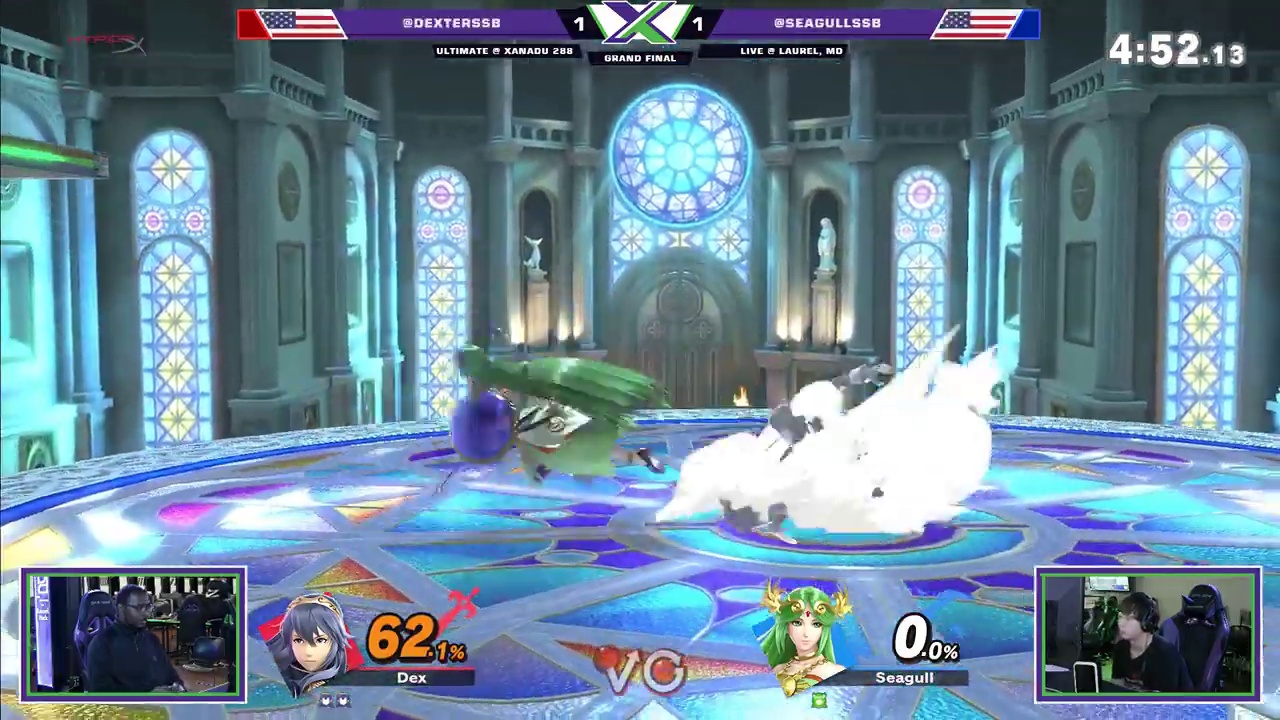 @DEXTERSSB
1
1
@SEAGULLSSB
ULTIMATE @ XANADU 288
GRAND FINAL
LIVE @ LAUREL, MD
HYPERX
4:52.13
62.1%
Dex
0.0%
Seagull